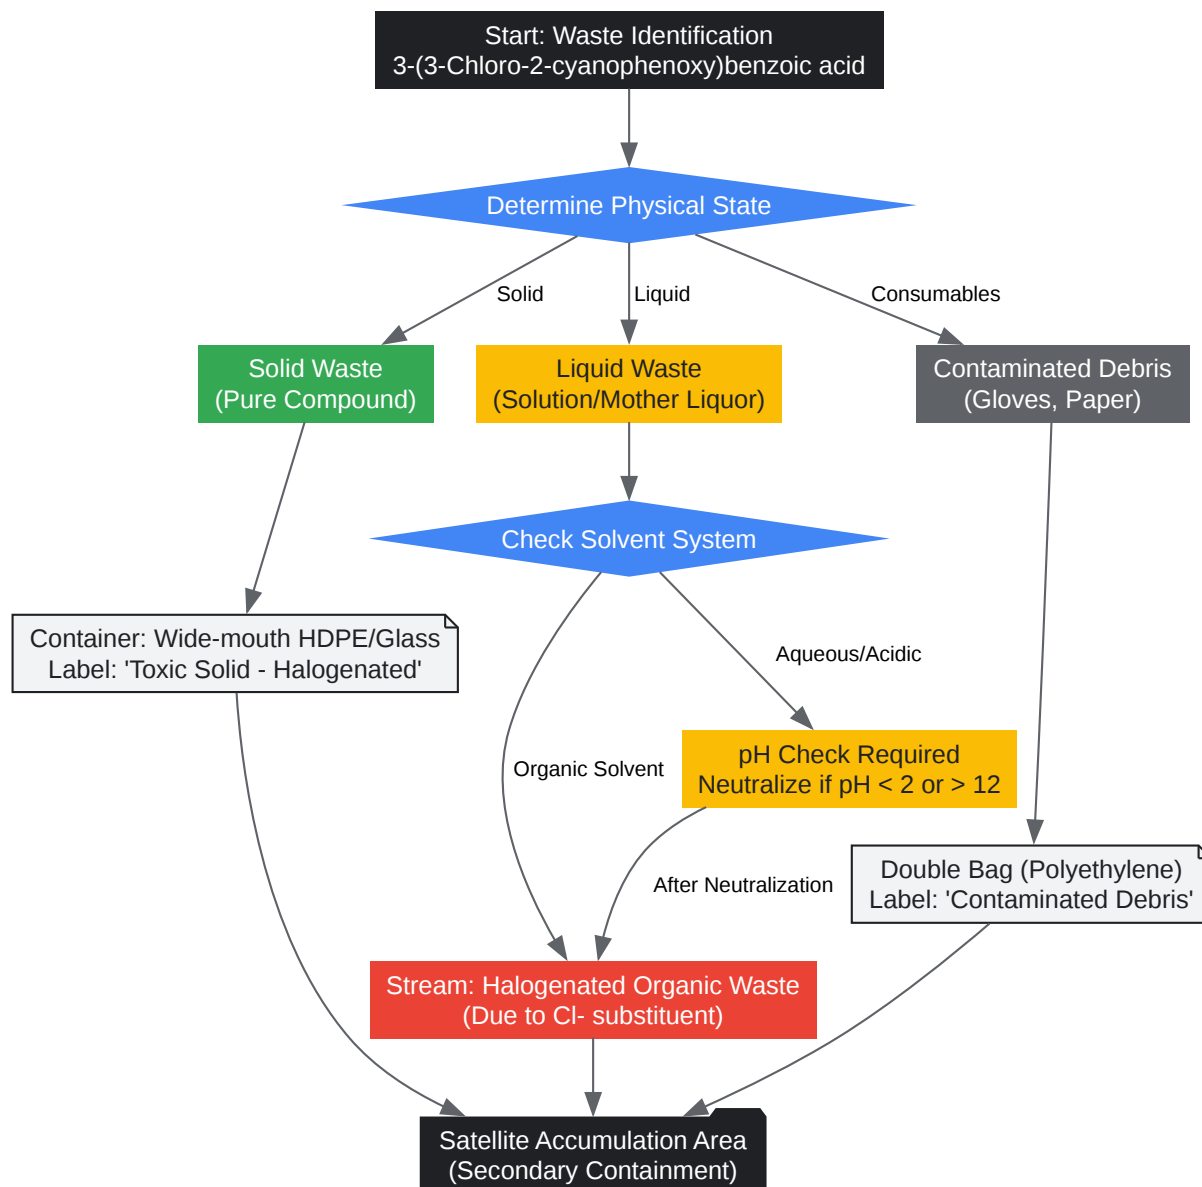 Start: Waste Identification
3-(3-Chloro-2-cyanophenoxy)benzoic acid
Determine Physical State
Solid
Liquid
Consumables
Solid Waste
(Pure Compound)
Liquid Waste
(Solution/Mother Liquor)
Contaminated Debris
(Gloves, Paper)
Check Solvent System
Container: Wide-mouth HDPE/Glass
Label: 'Toxic Solid - Halogenated'
Aqueous/Acidic
Organic Solvent
pH Check Required
Neutralize if pH < 2 or > 12
After Neutralization
Double Bag (Polyethylene)
Label: 'Contaminated Debris'
Stream: Halogenated Organic Waste
(Due to Cl- substituent)
Satellite Accumulation Area
(Secondary Containment)